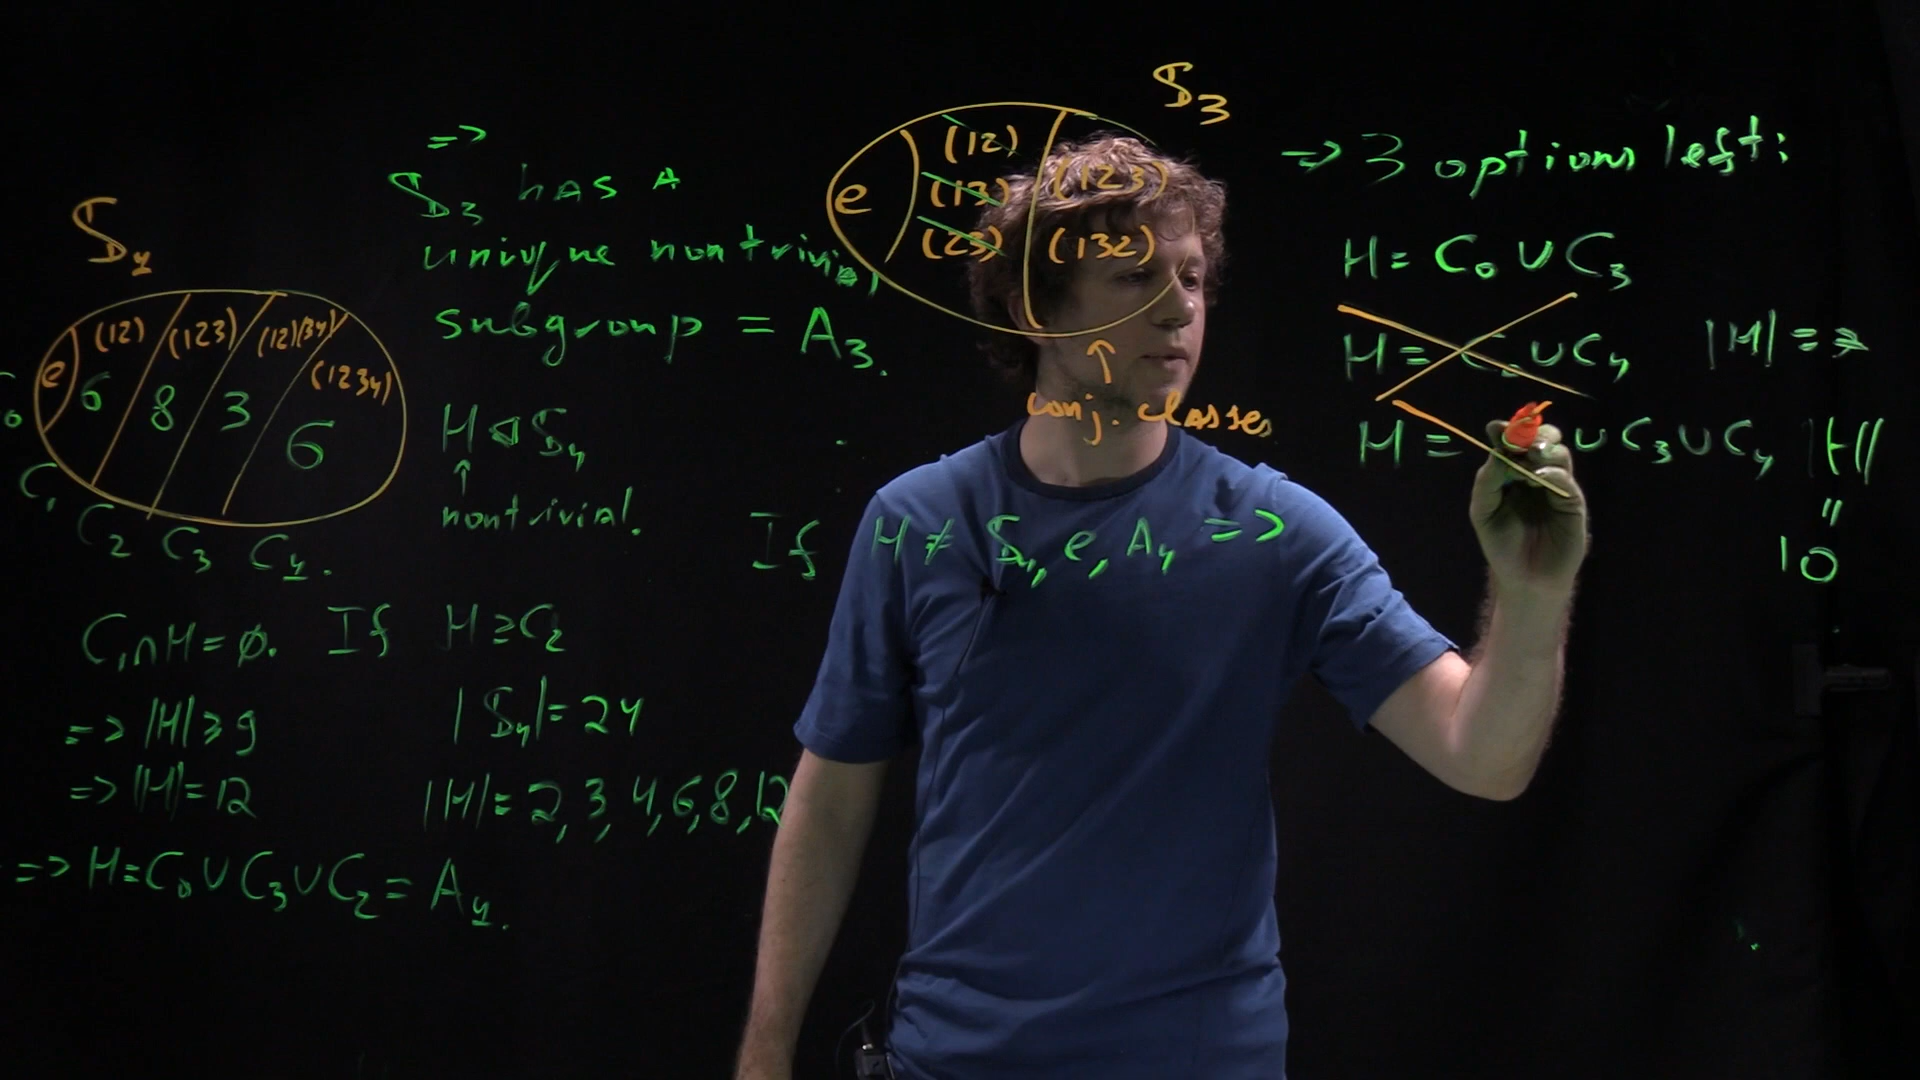 S₄
e (12) (123) (12)(34) (1234)
6 8 3 6
C₁ C₂ C₃ C₄.
C₁∩H=ø. If H≥C₂
=> |H|≥9
|S₄|=24
=> |H|=12
|H|=2,3,4,6,8,12
=> H=C₀∪C₃∪C₂=A₄.
=>
S₃ has a
unique nontrivial
subgroup = A₃.
H ⊲ S₄
↑
nontrivial.
S₃
e (12) (123)
(13)
(23) (132)
↑
conj. classes
If H ≠ S₄, e, A₄ =>
=> 3 options left:
H = C₀ ∪ C₃
H = C₀ ∪ C₄ |H| = 7
H = ∪ C₃ ∪ C₄ |H|
"
10